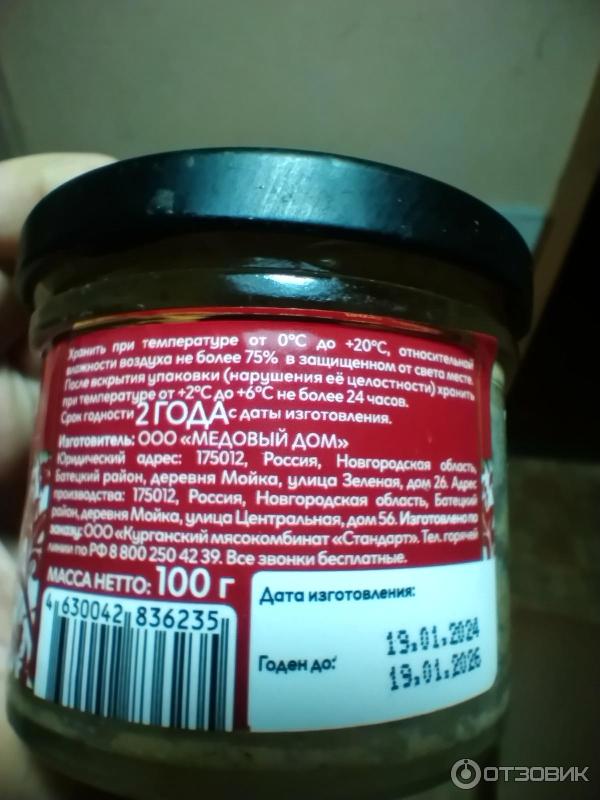 Хранить при температуре от 0°С до +20°С, относительной
влажности воздуха не более 75% в защищенном от света месте.
После вскрытия упаковки (нарушения её целостности) хранить
при температуре от +2°С до +6°С не более 24 часов.
Срок годности 2 ГОДА с даты изготовления.
Изготовитель: ООО «МЕДОВЫЙ ДОМ»
Юридический адрес: 175012, Россия, Новгородская область,
Батецкий район, деревня Мойка, улица Зеленая, дом 26. Адрес
производства: 175012, Россия, Новгородская область, Батецкий
район, деревня Мойка, улица Центральная, дом 56. Изготовлено по
заказу: ООО «Курганский мясокомбинат «Стандарт». Тел. горячей
линии по РФ 8 800 250 42 39. Все звонки бесплатные.
МАССА НЕТТО: 100 г
4 630042 836235
Дата изготовления:
19.01.2024
Годен до:
19.01.2026
ОТЗОВИК